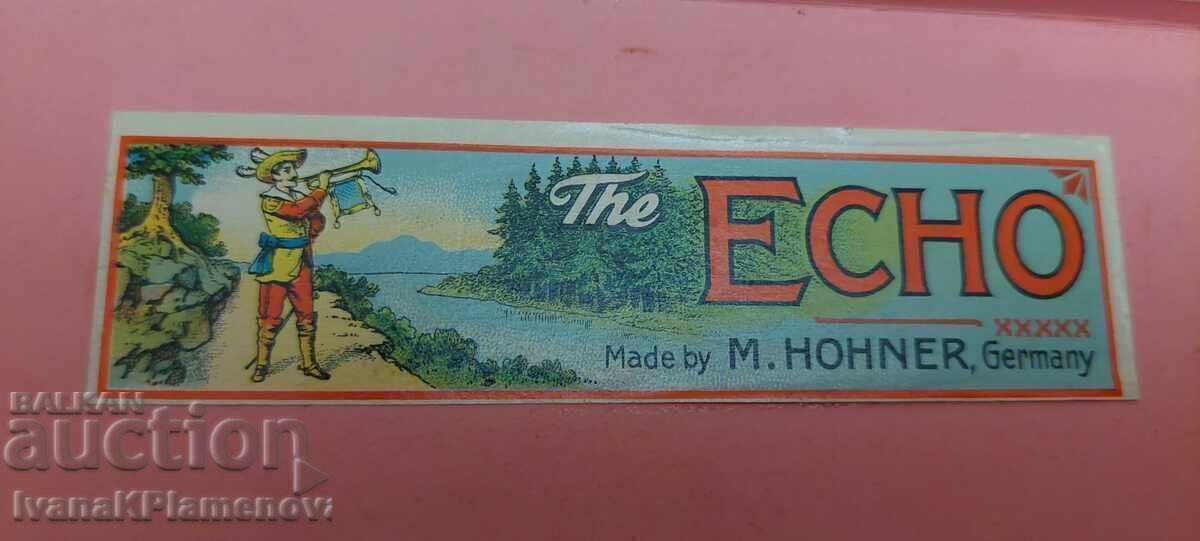 The ECHO
xxxxx
Made by M. HOHNER, Germany
BALKAN
auction
IvanaKPlamenova